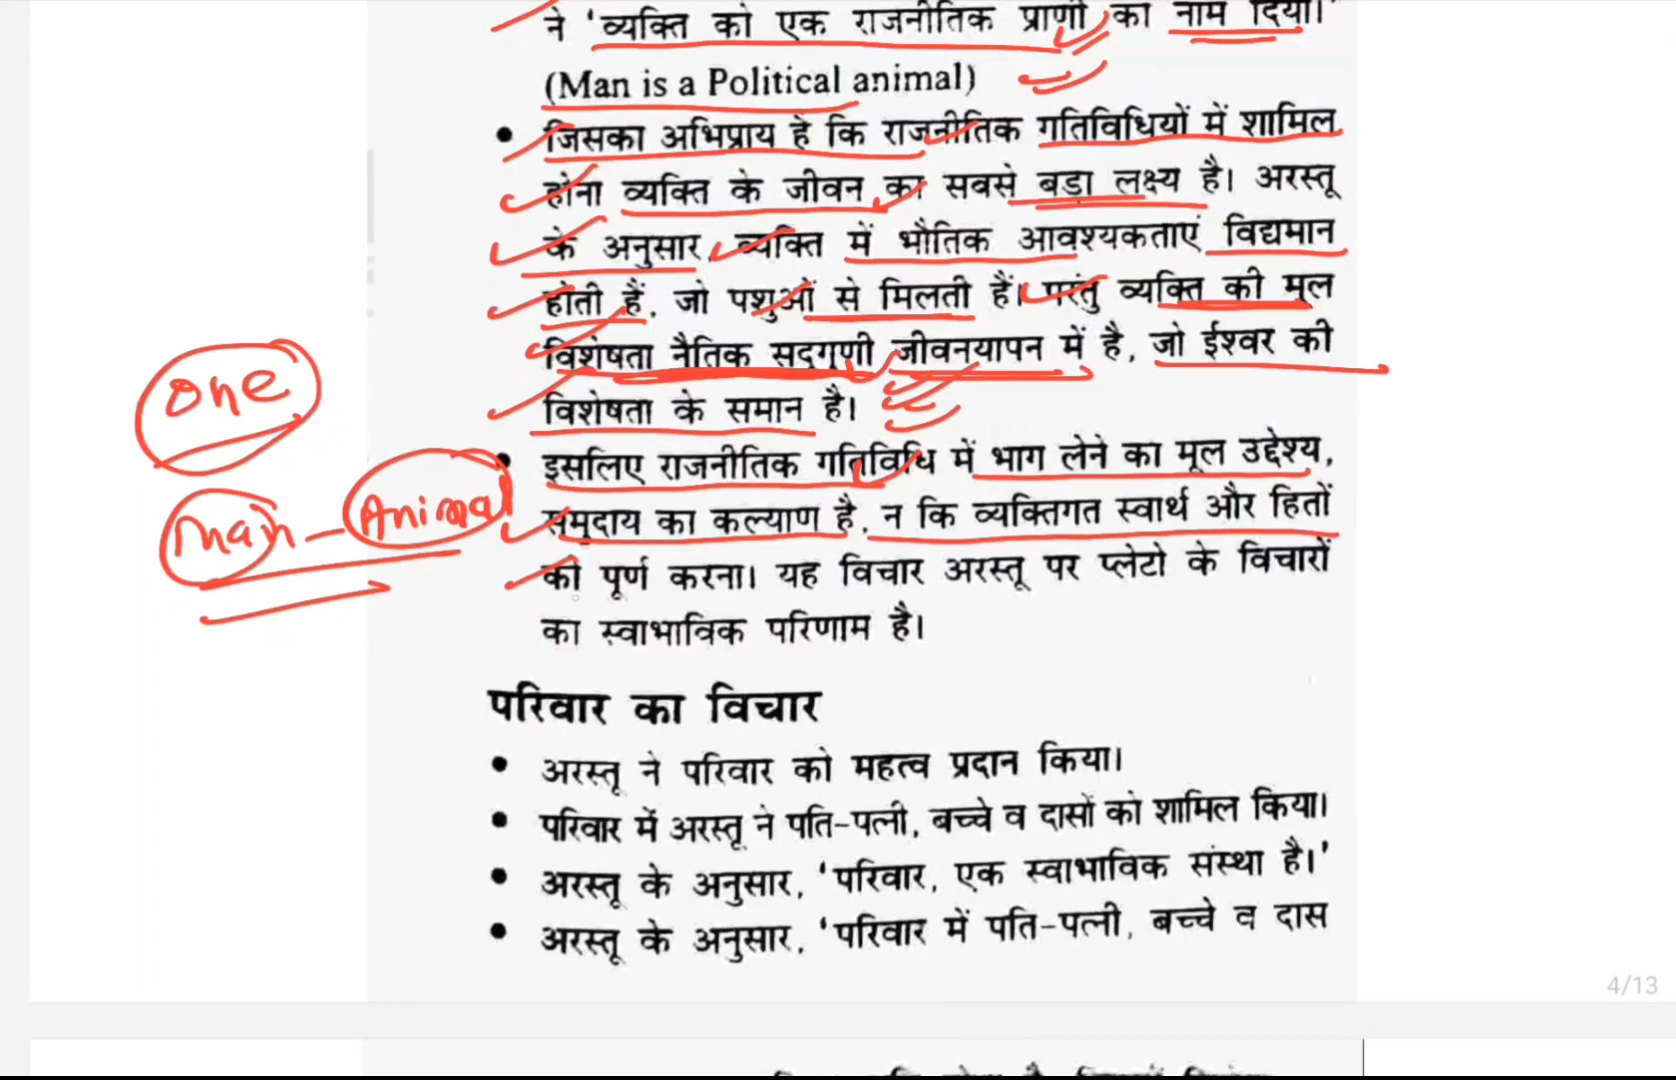 ने ‘व्यक्ति को एक राजनीतिक प्राणी का नाम दिया।’
(Man is a Political animal)
• जिसका अभिप्राय है कि राजनीतिक गतिविधियों में शामिल
होना व्यक्ति के जीवन का सबसे बड़ा लक्ष्य है। अरस्तू
के अनुसार, व्यक्ति में भौतिक आवश्यकताएं विद्यमान
होती हैं, जो पशुओं से मिलती हैं। परंतु व्यक्ति की मूल
विशेषता नैतिक सद्गुणी जीवनयापन में है, जो ईश्वर की
विशेषता के समान है।
one
• इसलिए राजनीतिक गतिविधि में भाग लेने का मूल उद्देश्य,
समुदाय का कल्याण है, न कि व्यक्तिगत स्वार्थ और हितों
man – Animal
को पूर्ण करना। यह विचार अरस्तू पर प्लेटो के विचारों
का स्वाभाविक परिणाम है।
परिवार का विचार
• अरस्तू ने परिवार को महत्व प्रदान किया।
• परिवार में अरस्तू ने पति-पत्नी, बच्चे व दासों को शामिल किया।
• अरस्तू के अनुसार, ‘परिवार, एक स्वाभाविक संस्था है।’
• अरस्तू के अनुसार, ‘परिवार में पति-पत्नी, बच्चे व दास
4/13